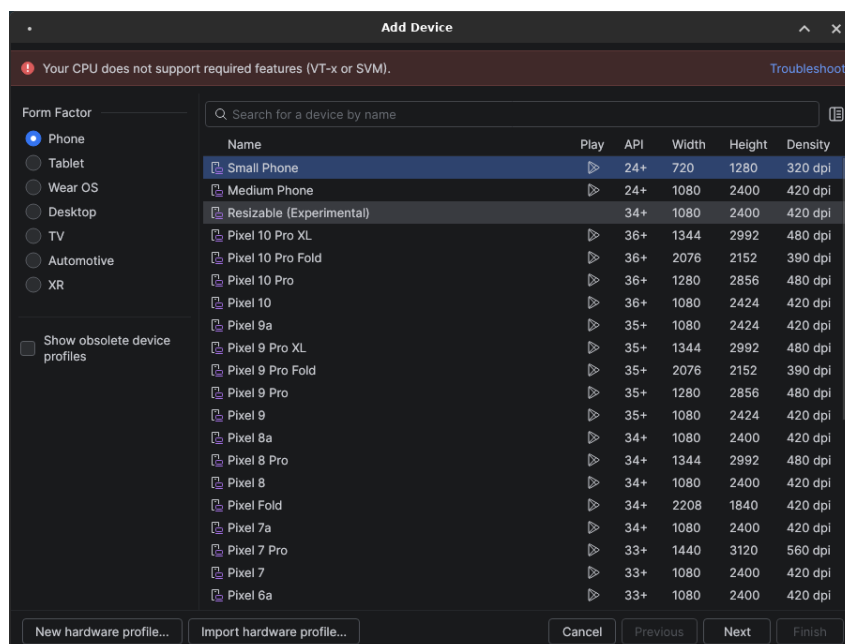 Add Device
Your CPU does not support required features (VT-x or SVM). Troubleshoot
Form Factor
Phone
Tablet
Wear OS
Desktop
TV
Automotive
XR
Show obsolete device
profiles
Search for a device by name
Name Play API Width Height Density
Small Phone 24+ 720 1280 320 dpi
Medium Phone 24+ 1080 2400 420 dpi
Resizable (Experimental) 34+ 1080 2400 420 dpi
Pixel 10 Pro XL 36+ 1344 2992 480 dpi
Pixel 10 Pro Fold 36+ 2076 2152 390 dpi
Pixel 10 Pro 36+ 1280 2856 480 dpi
Pixel 10 36+ 1080 2424 420 dpi
Pixel 9a 35+ 1080 2424 420 dpi
Pixel 9 Pro XL 35+ 1344 2992 480 dpi
Pixel 9 Pro Fold 35+ 2076 2152 390 dpi
Pixel 9 Pro 35+ 1280 2856 480 dpi
Pixel 9 35+ 1080 2424 420 dpi
Pixel 8a 34+ 1080 2400 420 dpi
Pixel 8 Pro 34+ 1344 2992 480 dpi
Pixel 8 34+ 1080 2400 420 dpi
Pixel Fold 34+ 2208 1840 420 dpi
Pixel 7a 34+ 1080 2400 420 dpi
Pixel 7 Pro 33+ 1440 3120 560 dpi
Pixel 7 33+ 1080 2400 420 dpi
Pixel 6a 33+ 1080 2400 420 dpi
New hardware profile... Import hardware profile... Cancel Previous Next Finish